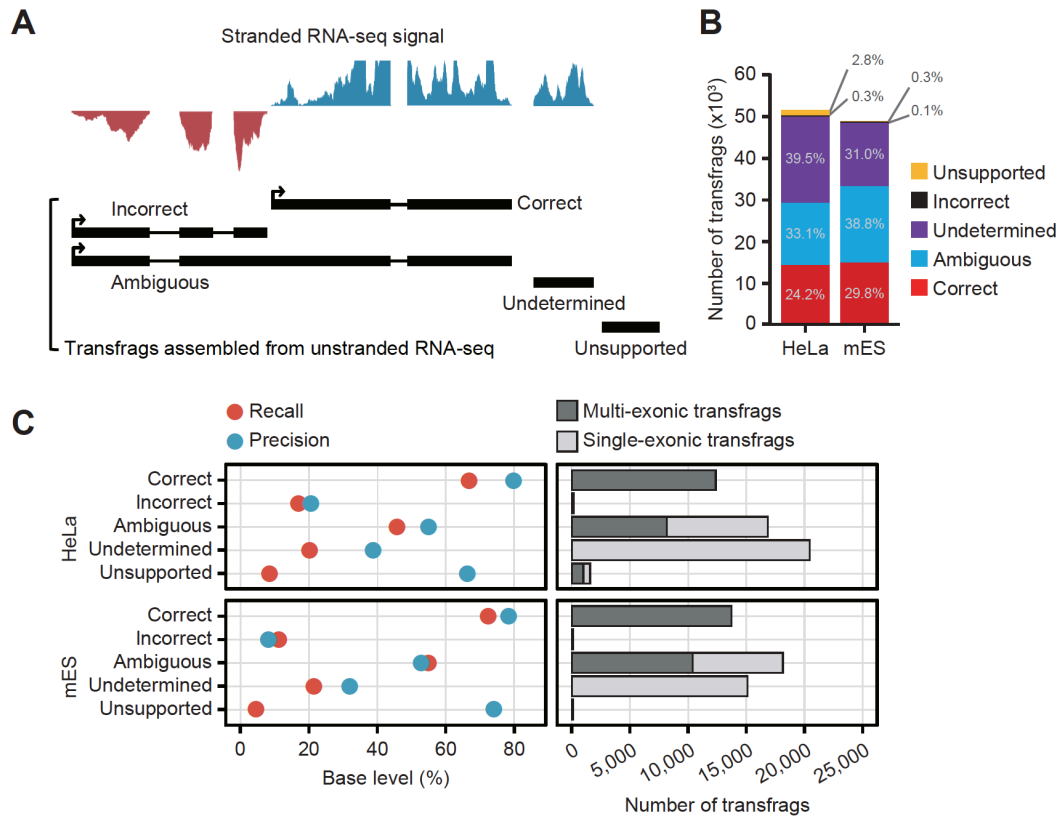 A
Stranded RNA-seq signal
Incorrect
Correct
Ambiguous
Undetermined
Unsupported
Transfrags assembled from unstranded RNA-seq
B
Number of transfrags (x10³)
60
50
40
30
20
10
0
2.8%
0.3%
0.3%
0.1%
39.5%
31.0%
33.1%
38.8%
24.2%
29.8%
HeLa
mES
Unsupported
Incorrect
Undetermined
Ambiguous
Correct
C
Recall
Precision
Multi-exonic transfrags
Single-exonic transfrags
HeLa
Correct
Incorrect
Ambiguous
Undetermined
Unsupported
mES
Correct
Incorrect
Ambiguous
Undetermined
Unsupported
0 20 40 60 80
Base level (%)
0 5,000 10,000 15,000 20,000 25,000
Number of transfrags